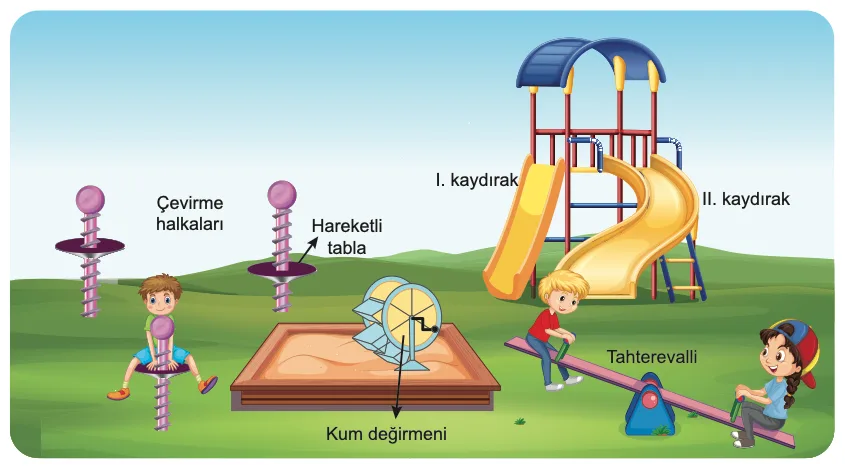 I. kaydırak
II. kaydırak
Çevirme
halkaları
Hareketli
tabla
Tahterevalli
Kum değirmeni